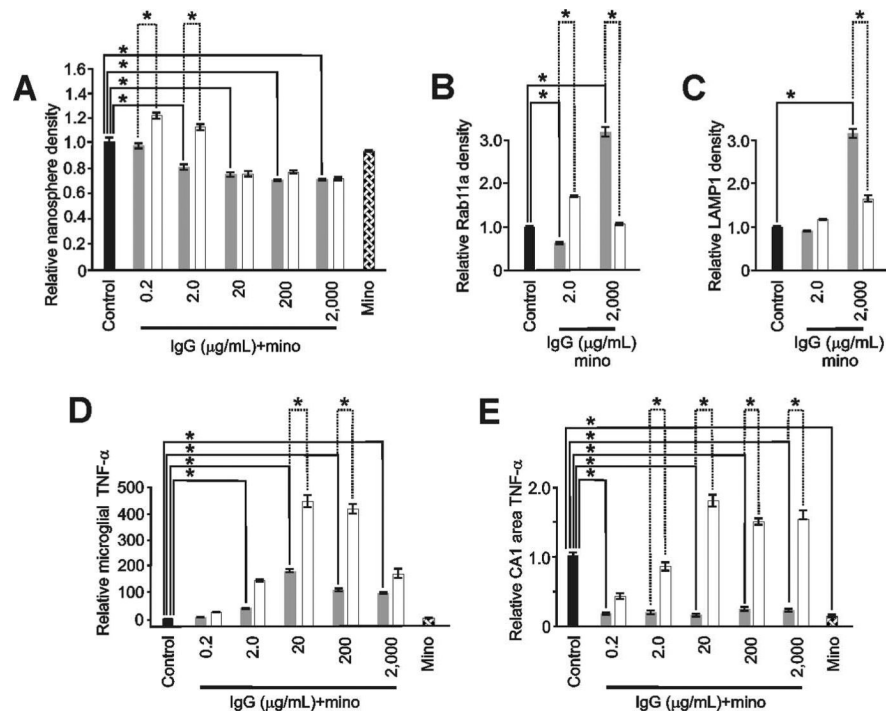 A
Relative nanosphere density
1.6
1.4
1.2
1.0
0.8
0.6
0.4
0.2
0
* *
*
*
*
*
Control
0.2
2.0
20
200
2,000
Mino
IgG (μg/mL)+mino
B
Relative Rab11a density
3.0
2.0
1.0
0
* *
*
*
Control
2.0
2,000
IgG (μg/mL)
mino
C
Relative LAMP1 density
3.0
2.0
1.0
0
*
*
Control
2.0
2,000
IgG (μg/mL)
mino
D
Relative microglial TNF-α
500
400
300
200
100
0
* *
*
*
*
*
Control
0.2
2.0
20
200
2,000
Mino
IgG (μg/mL)+mino
E
Relative CA1 area TNF-α
2.0
1.0
0
* * * *
*
*
*
*
*
Control
0.2
2.0
20
200
2,000
Mino
IgG (μg/mL)+mino